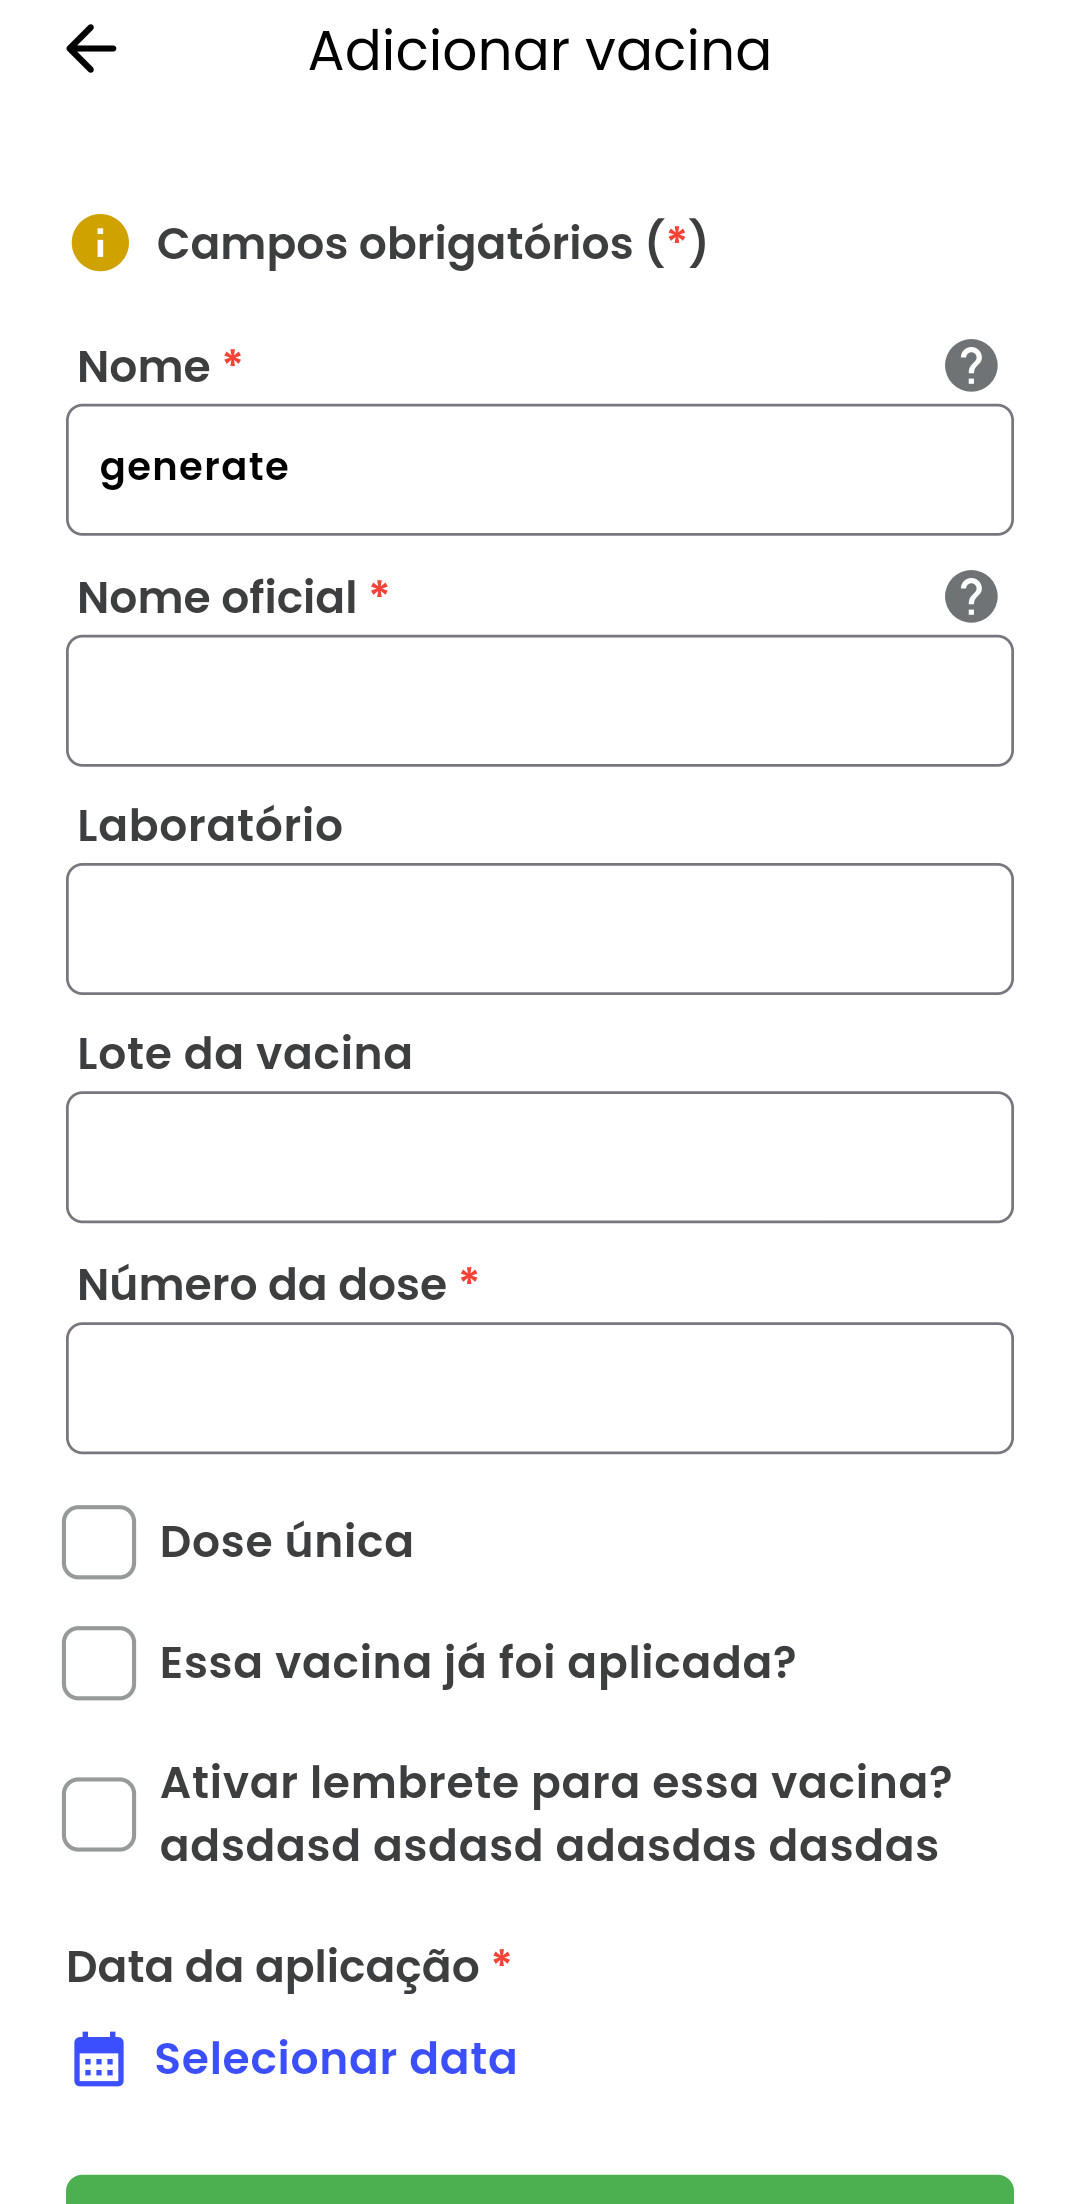 Adicionar vacina
Campos obrigatórios (*)
Nome *
generate
Nome oficial *
Laboratório
Lote da vacina
Número da dose *
Dose única
Essa vacina já foi aplicada?
Ativar lembrete para essa vacina?
adsdasd asdasd adasdas dasdas
Data da aplicação *
Selecionar data